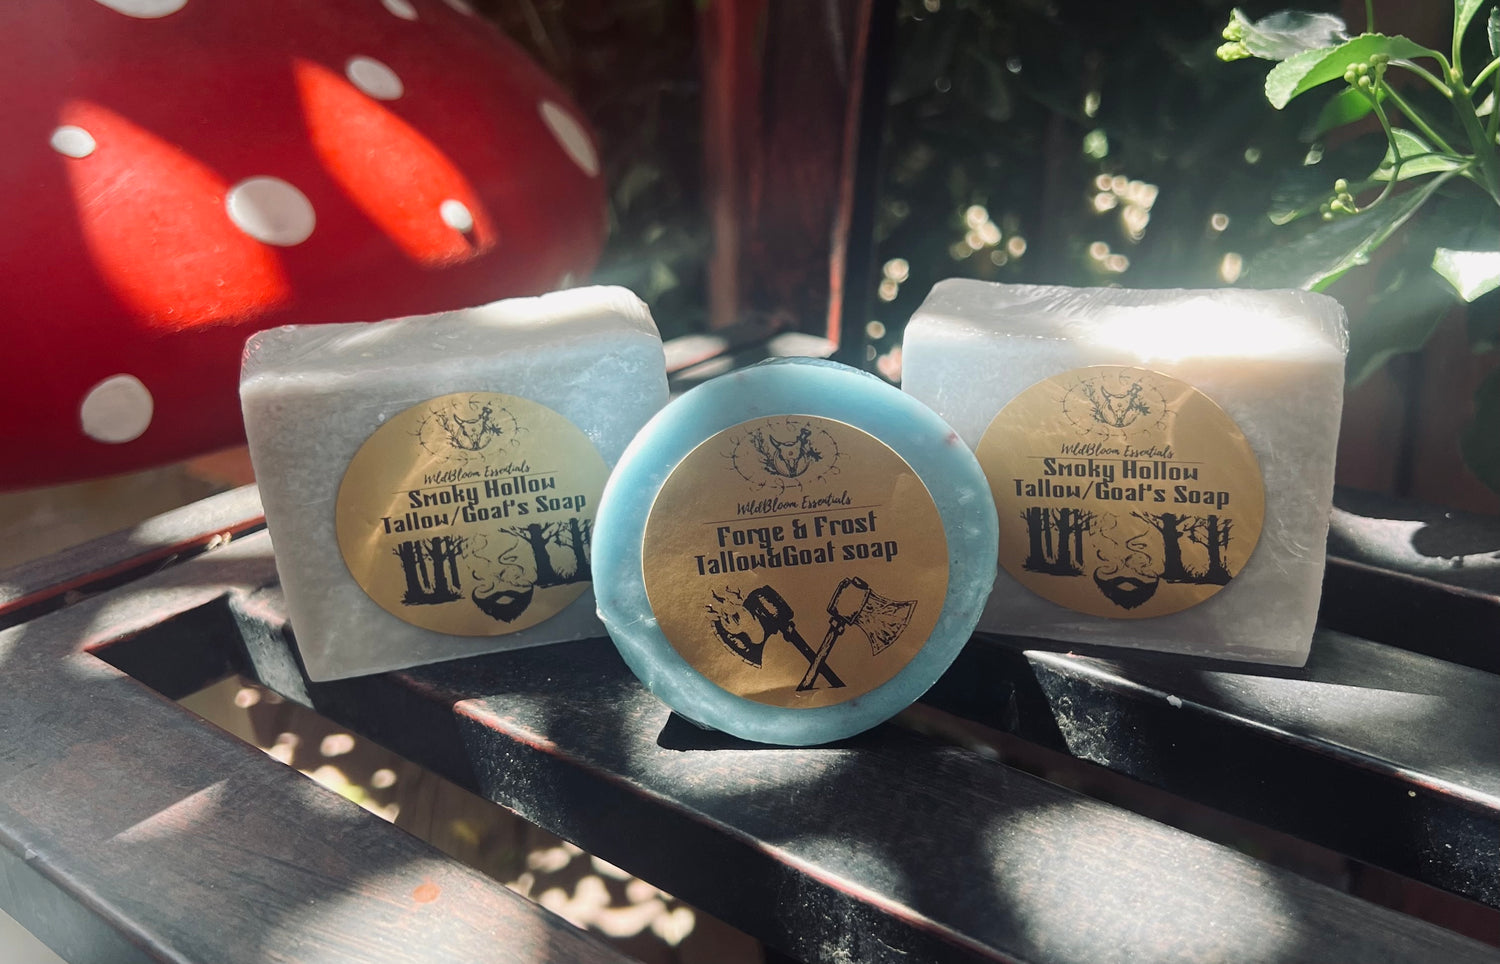 WildBloom Essentials
Smoky Hollow
Tallow/Goat's Soap
WildBloom Essentials
Forge & Frost
Tallow&Goat soap
WildBloom Essentials
Smoky Hollow
Tallow/Goat's Soap